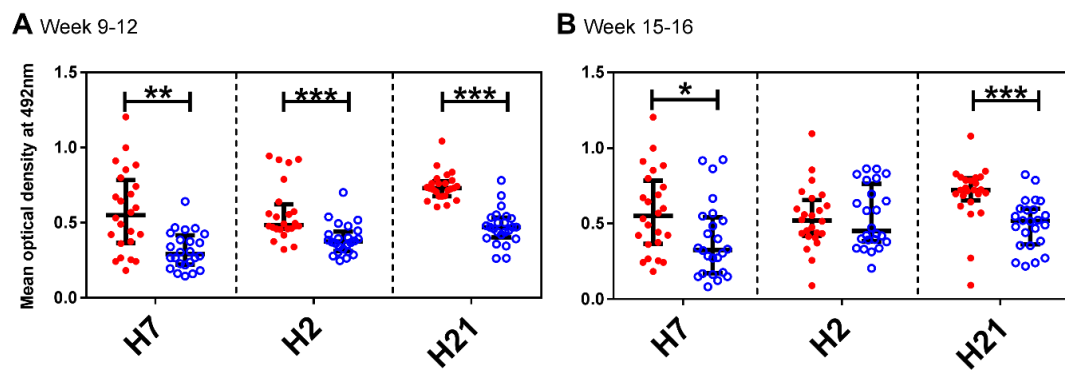 A Week 9-12
B Week 15-16
Mean optical density at 492nm
1.5
1.0
0.5
0.0
** *** ***
H7 H2 H21
1.5
1.0
0.5
0.0
* ***
H7 H2 H21